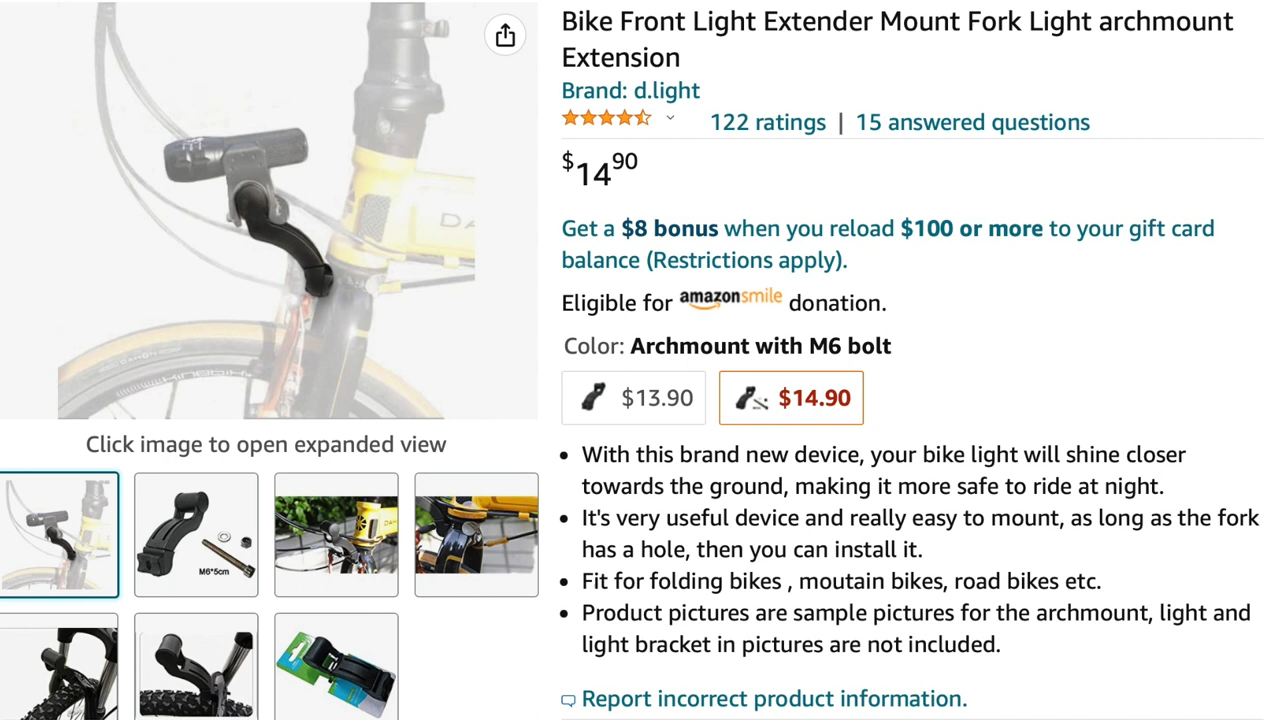 Bike Front Light Extender Mount Fork Light archmount
Extension
Brand: d.light
122 ratings | 15 answered questions
$14 90
Get a $8 bonus when you reload $100 or more to your gift card
balance (Restrictions apply).
Eligible for amazonsmile donation.
Color: Archmount with M6 bolt
$13.90
$14.90
With this brand new device, your bike light will shine closer
towards the ground, making it more safe to ride at night.
It's very useful device and really easy to mount, as long as the fork
has a hole, then you can install it.
Fit for folding bikes , moutain bikes, road bikes etc.
Product pictures are sample pictures for the archmount, light and
light bracket in pictures are not included.
Report incorrect product information.
DA
Click image to open expanded view
M6*5cm